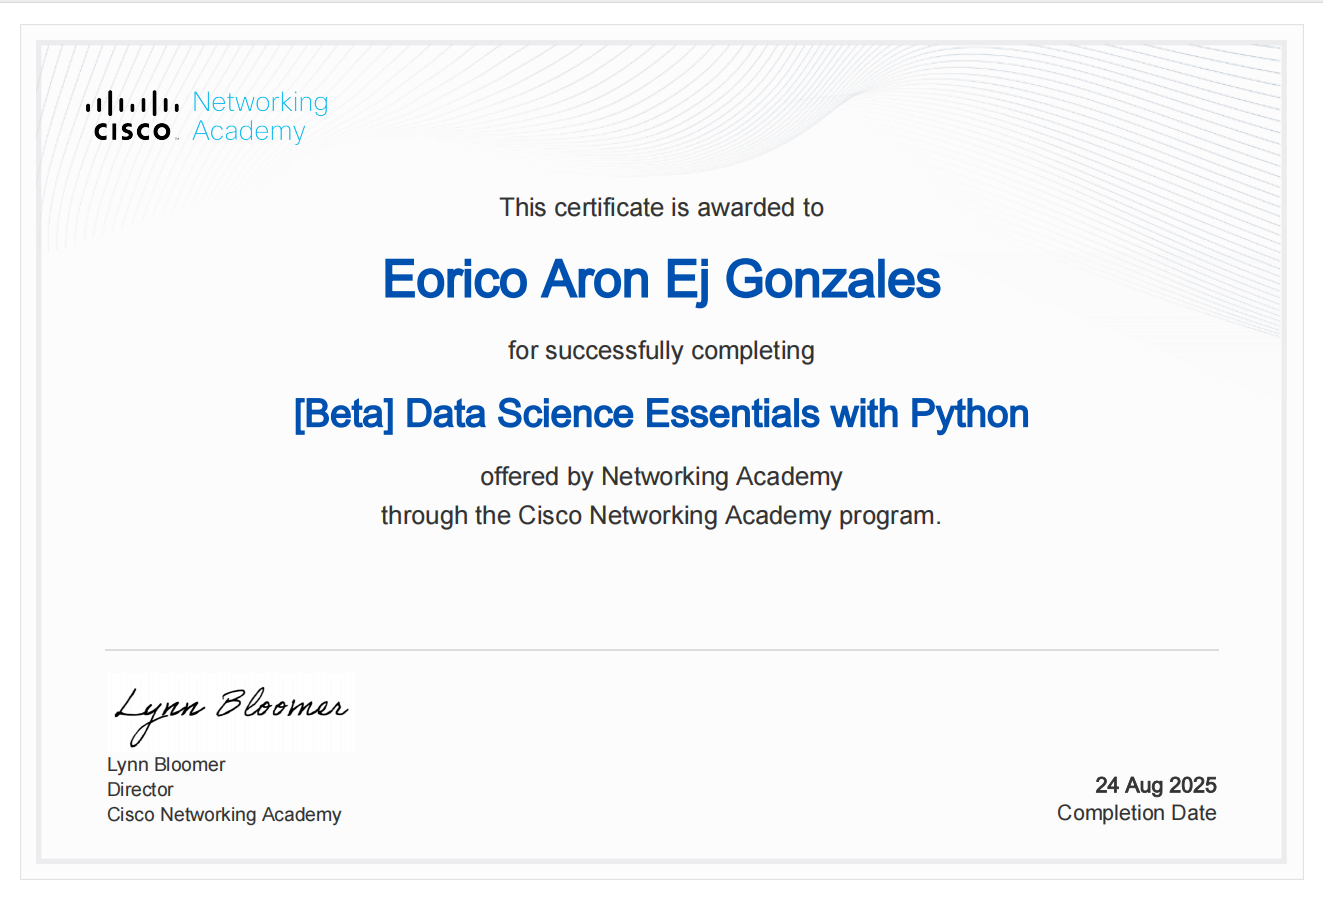 CISCO Networking
Academy
This certificate is awarded to
Eorico Aron Ej Gonzales
for successfully completing
[Beta] Data Science Essentials with Python
offered by Networking Academy
through the Cisco Networking Academy program.
Lynn Bloomer
Lynn Bloomer
Director
Cisco Networking Academy
24 Aug 2025
Completion Date